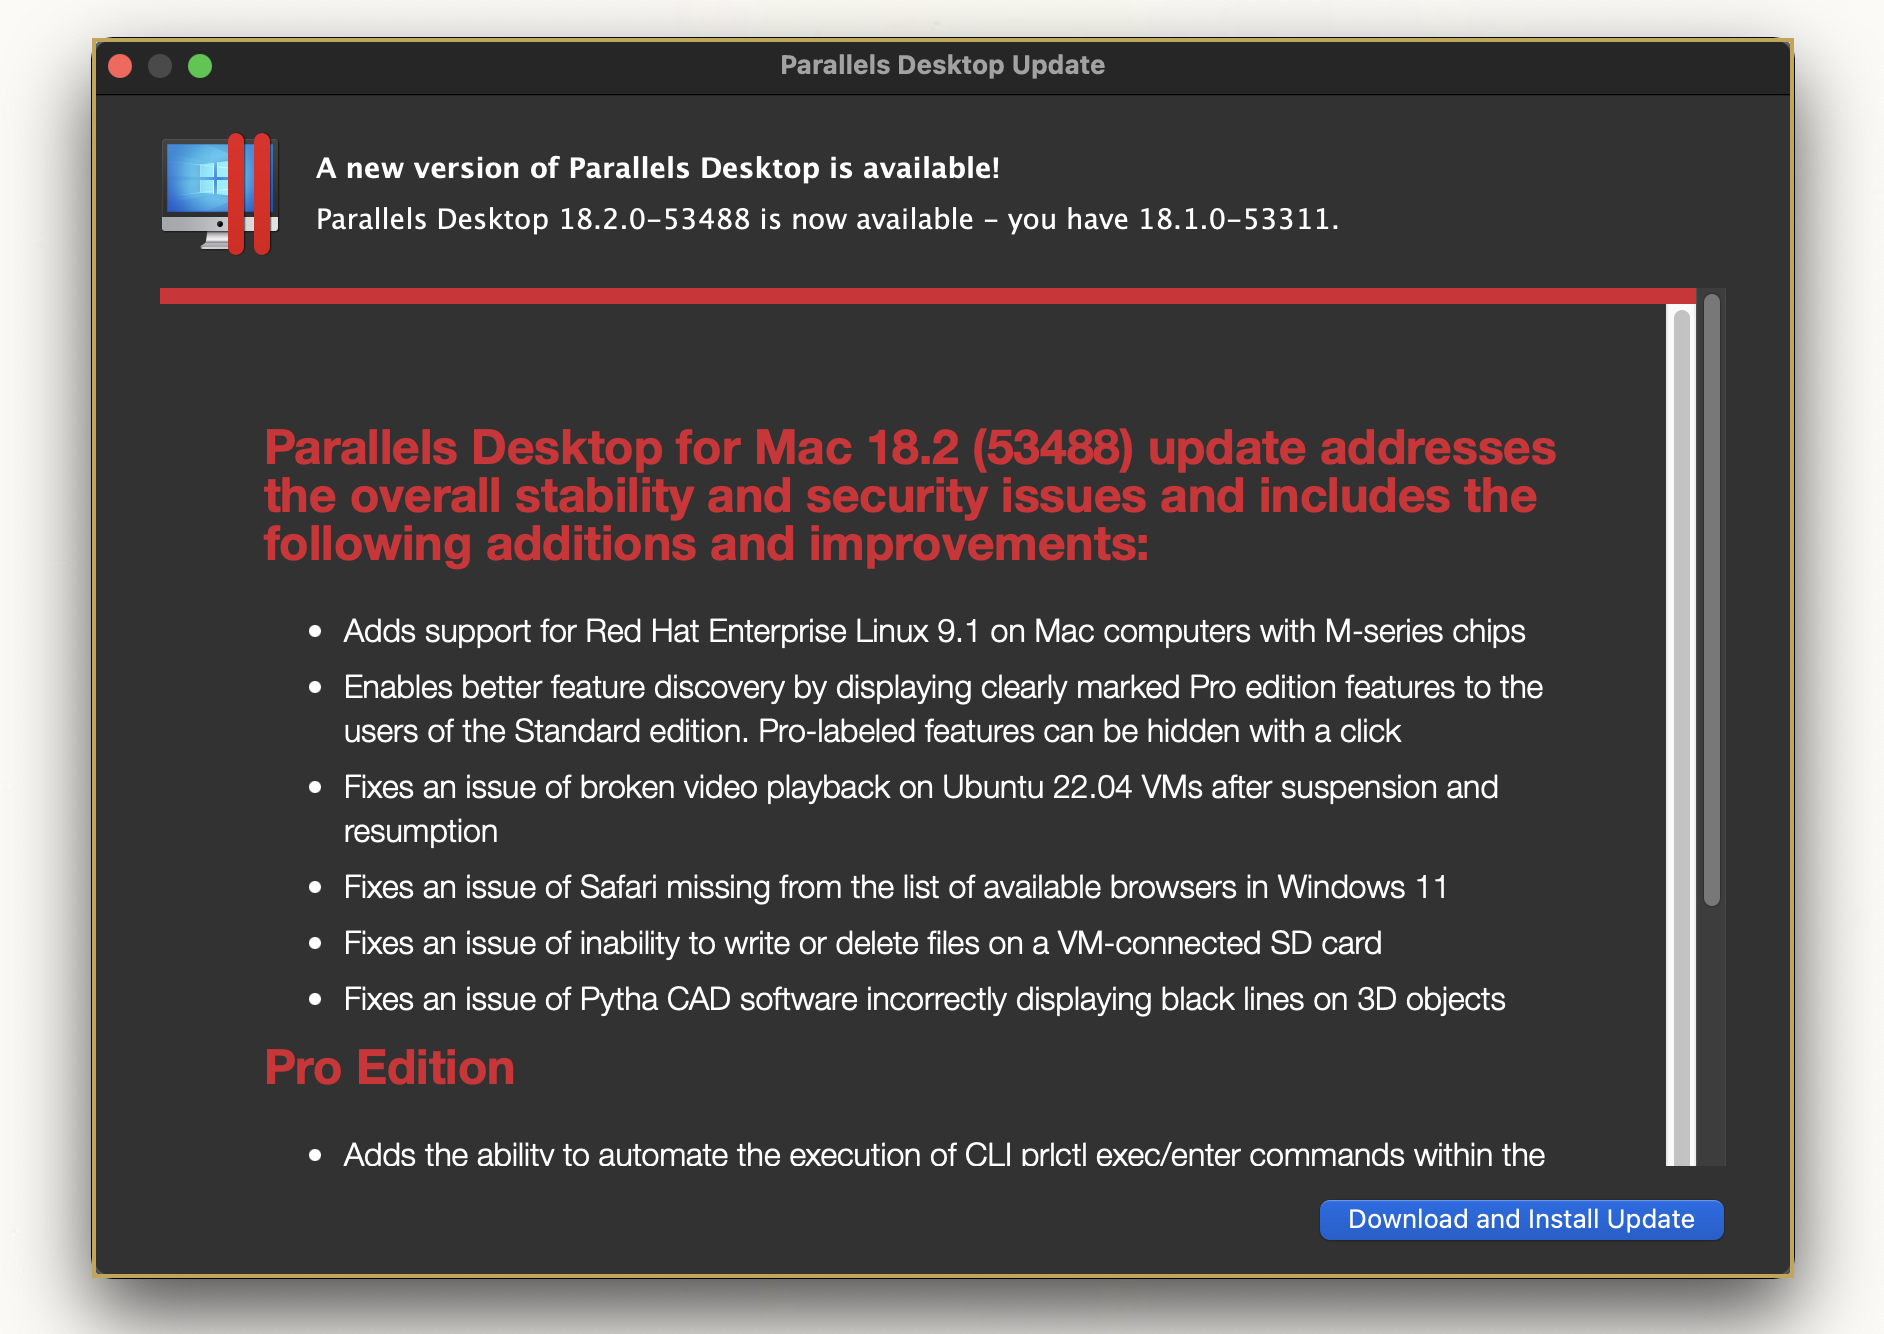 Parallels Desktop Update
A new version of Parallels Desktop is available!
Parallels Desktop 18.2.0-53488 is now available – you have 18.1.0-53311.
Parallels Desktop for Mac 18.2 (53488) update addresses
the overall stability and security issues and includes the
following additions and improvements:
• Adds support for Red Hat Enterprise Linux 9.1 on Mac computers with M-series chips
• Enables better feature discovery by displaying clearly marked Pro edition features to the
users of the Standard edition. Pro-labeled features can be hidden with a click
• Fixes an issue of broken video playback on Ubuntu 22.04 VMs after suspension and
resumption
• Fixes an issue of Safari missing from the list of available browsers in Windows 11
• Fixes an issue of inability to write or delete files on a VM-connected SD card
• Fixes an issue of Pytha CAD software incorrectly displaying black lines on 3D objects
Pro Edition
• Adds the ability to automate the execution of CLI prlctl exec/enter commands within the
Download and Install Update